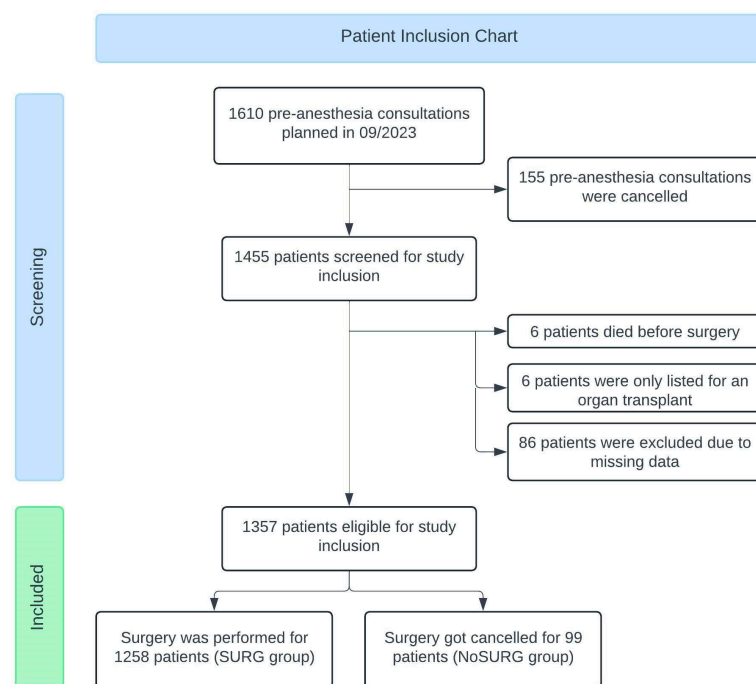 Patient Inclusion Chart
1610 pre-anesthesia consultations
planned in 09/2023
155 pre-anesthesia consultations
were cancelled
Screening
1455 patients screened for study
inclusion
6 patients died before surgery
6 patients were only listed for an
organ transplant
86 patients were excluded due to
missing data
Included
1357 patients eligible for study
inclusion
Surgery was performed for
1258 patients (SURG group)
Surgery got cancelled for 99
patients (NoSURG group)